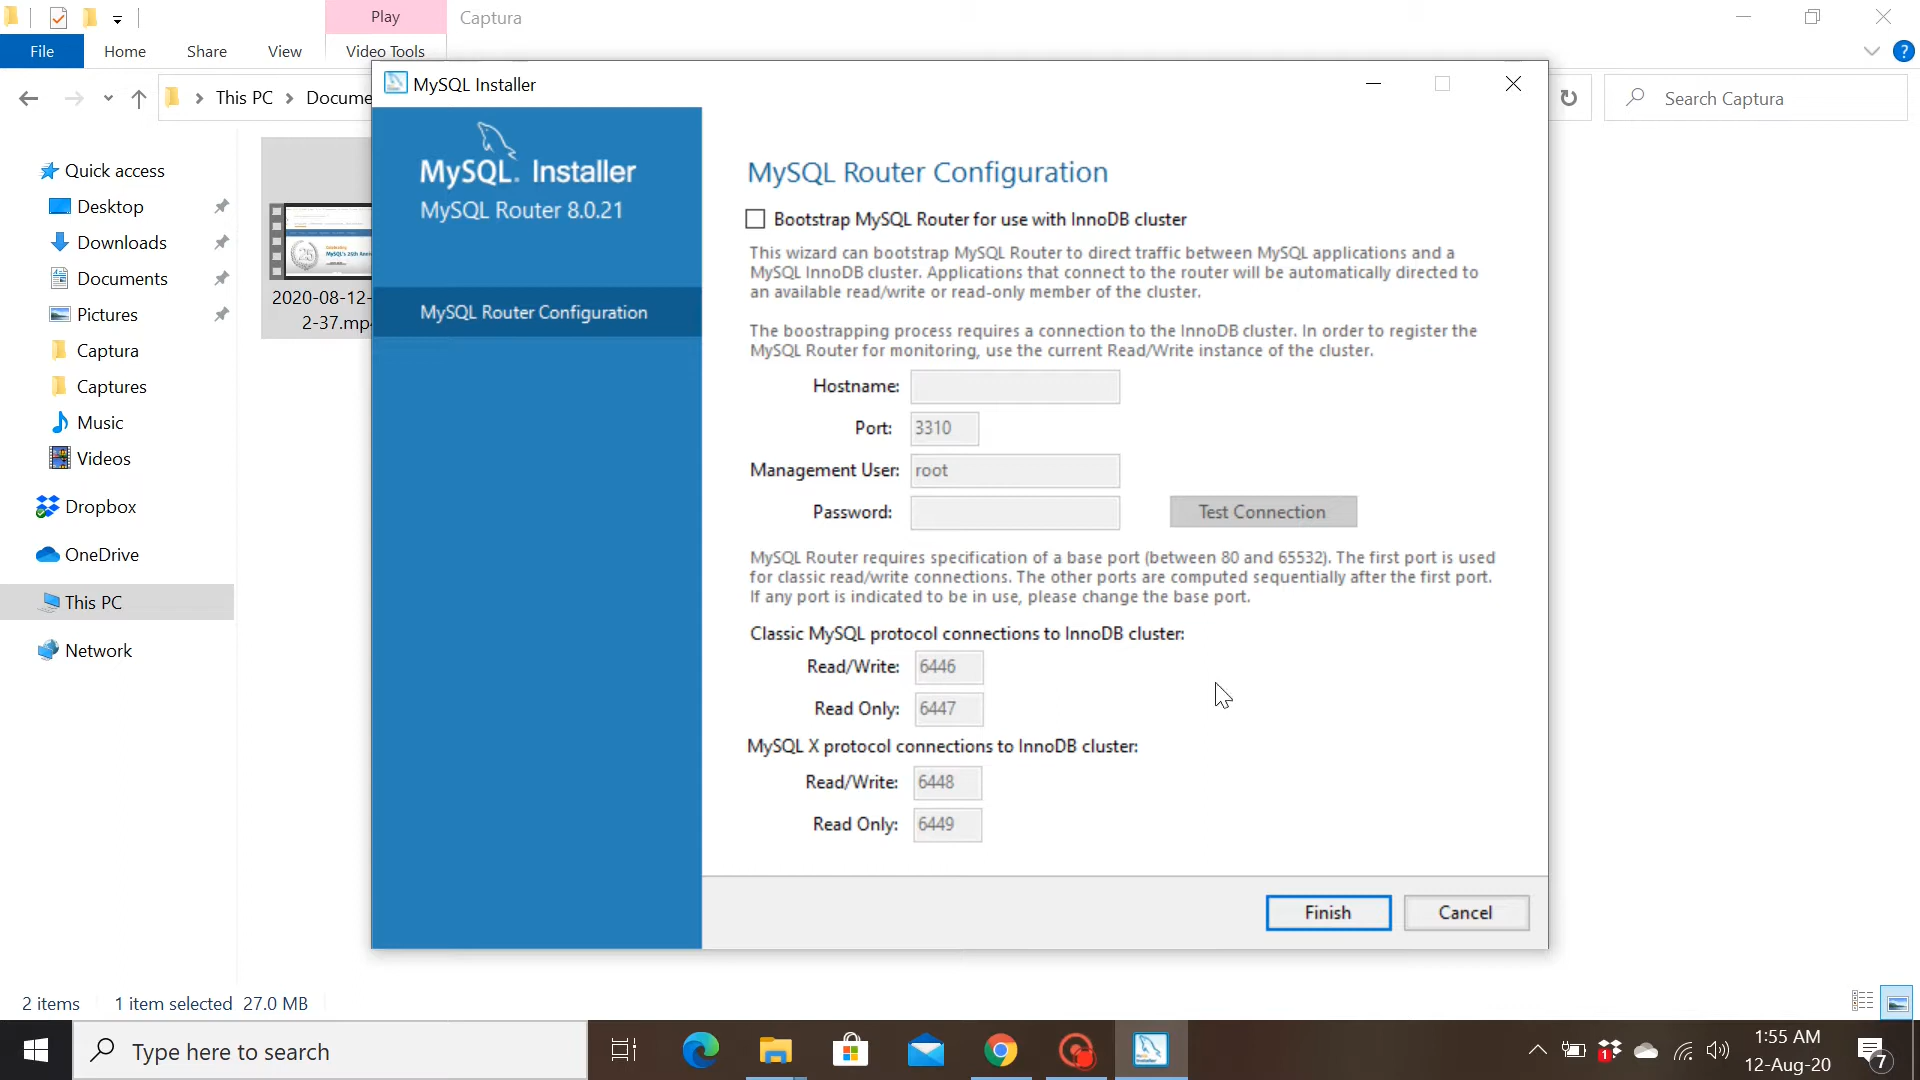 Play
Captura
File
Home
Share
View
Video Tools
This PC
Docume
Search Captura
Quick access
Desktop
Downloads
Documents
Pictures
Captura
Captures
Music
Videos
Dropbox
OneDrive
This PC
Network
2020-08-12-
2-37.mp4
MySQL Installer
MySQL. Installer
MySQL Router 8.0.21
MySQL Router Configuration
MySQL Router Configuration
Bootstrap MySQL Router for use with InnoDB cluster
This wizard can bootstrap MySQL Router to direct traffic between MySQL applications and a
MySQL InnoDB cluster. Applications that connect to the router will be automatically directed to
an available read/write or read-only member of the cluster.
The boostrapping process requires a connection to the InnoDB cluster. In order to register the
MySQL Router for monitoring, use the current Read/Write instance of the cluster.
Hostname:
Port: 3310
Management User: root
Password:
Test Connection
MySQL Router requires specification of a base port (between 80 and 65532). The first port is used
for classic read/write connections. The other ports are computed sequentially after the first port.
If any port is indicated to be in use, please change the base port.
Classic MySQL protocol connections to InnoDB cluster:
Read/Write: 6446
Read Only: 6447
MySQL X protocol connections to InnoDB cluster:
Read/Write: 6448
Read Only: 6449
Finish
Cancel
2 items
1 item selected 27.0 MB
Type here to search
1
1:55 AM
12-Aug-20
7